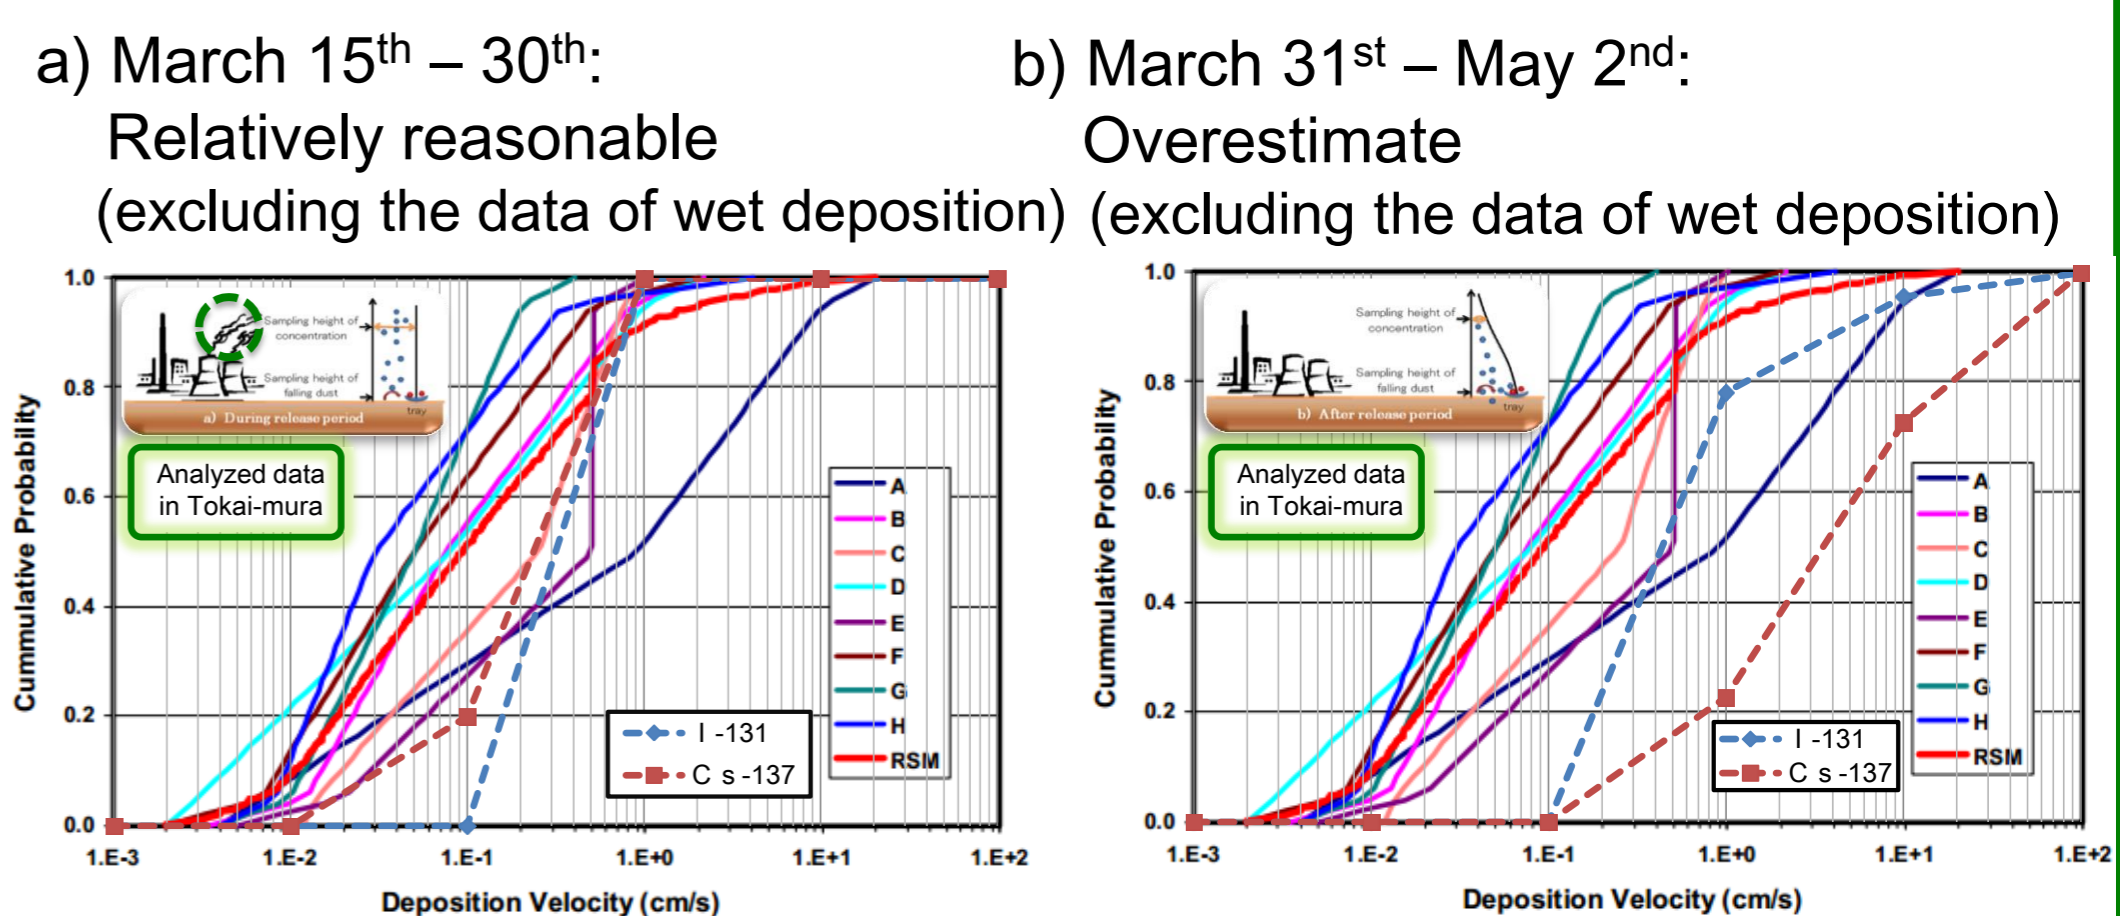 a) March 15th – 30th:
Relatively reasonable
(excluding the data of wet deposition)
1.0
0.8
0.6
0.4
0.2
0.0
Cummulative Probability
Sampling height of
concentration
Sampling height of
falling dust
tray
a) During release period
Analyzed data
in Tokai-mura
A
B
C
D
E
F
G
H
RSM
I -131
C s -137
1.E-3
1.E-2
1.E-1
1.E+0
1.E+1
1.E+2
Deposition Velocity (cm/s)
b) March 31st – May 2nd:
Overestimate
(excluding the data of wet deposition)
1.0
0.8
0.6
0.4
0.2
0.0
Cummulative Probability
Sampling height of
concentration
Sampling height of
falling dust
tray
b) After release period
Analyzed data
in Tokai-mura
A
B
C
D
E
F
G
H
RSM
I -131
C s -137
1.E-3
1.E-2
1.E-1
1.E+0
1.E+1
1.E+2
Deposition Velocity (cm/s)